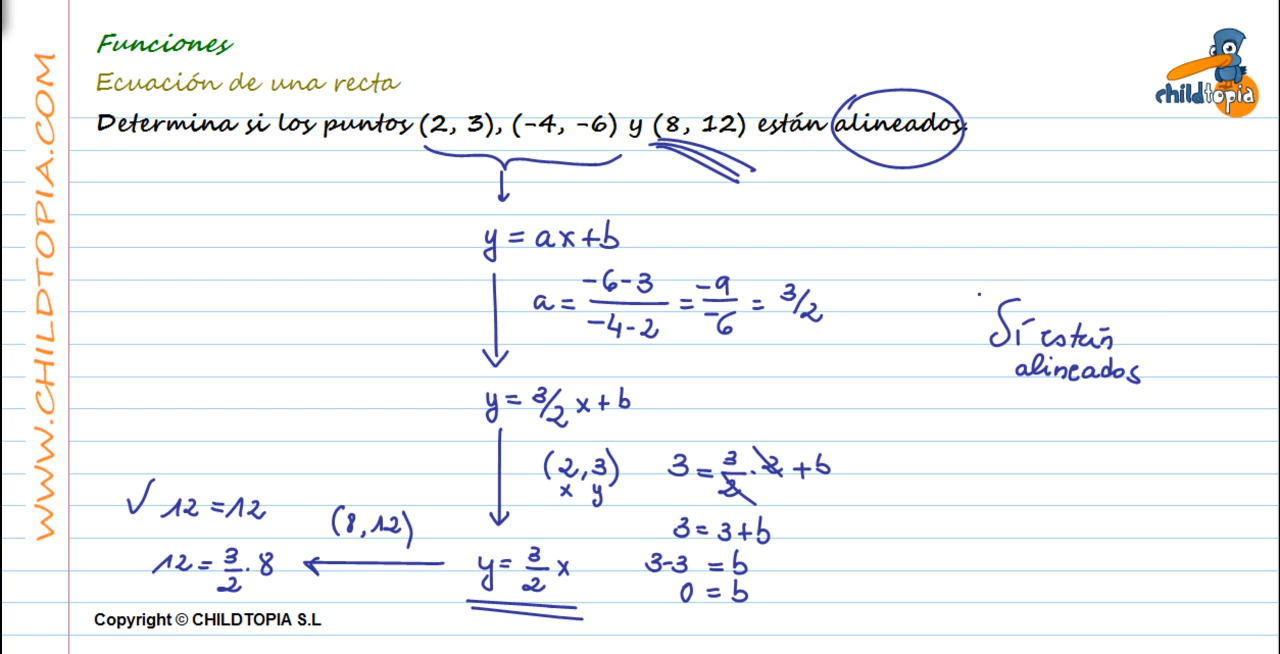 Funciones
Ecuación de una recta
Determina si los puntos (2, 3), (-4, -6) y (8, 12) están alineados.
childtopia
WWW.CHILDTOPIA.COM
y = ax+b
a = -6-3 / -4-2 = -9 / -6 = 3/2
y = 3/2 x + b
(2,3)
x y
3 = 3/2 · 2 + b
3 = 3+b
3-3 = b
0 = b
y = 3/2 x
(8,12)
12 = 3/2 · 8
√ 12 = 12
Sí están
alineados
Copyright © CHILDTOPIA S.L